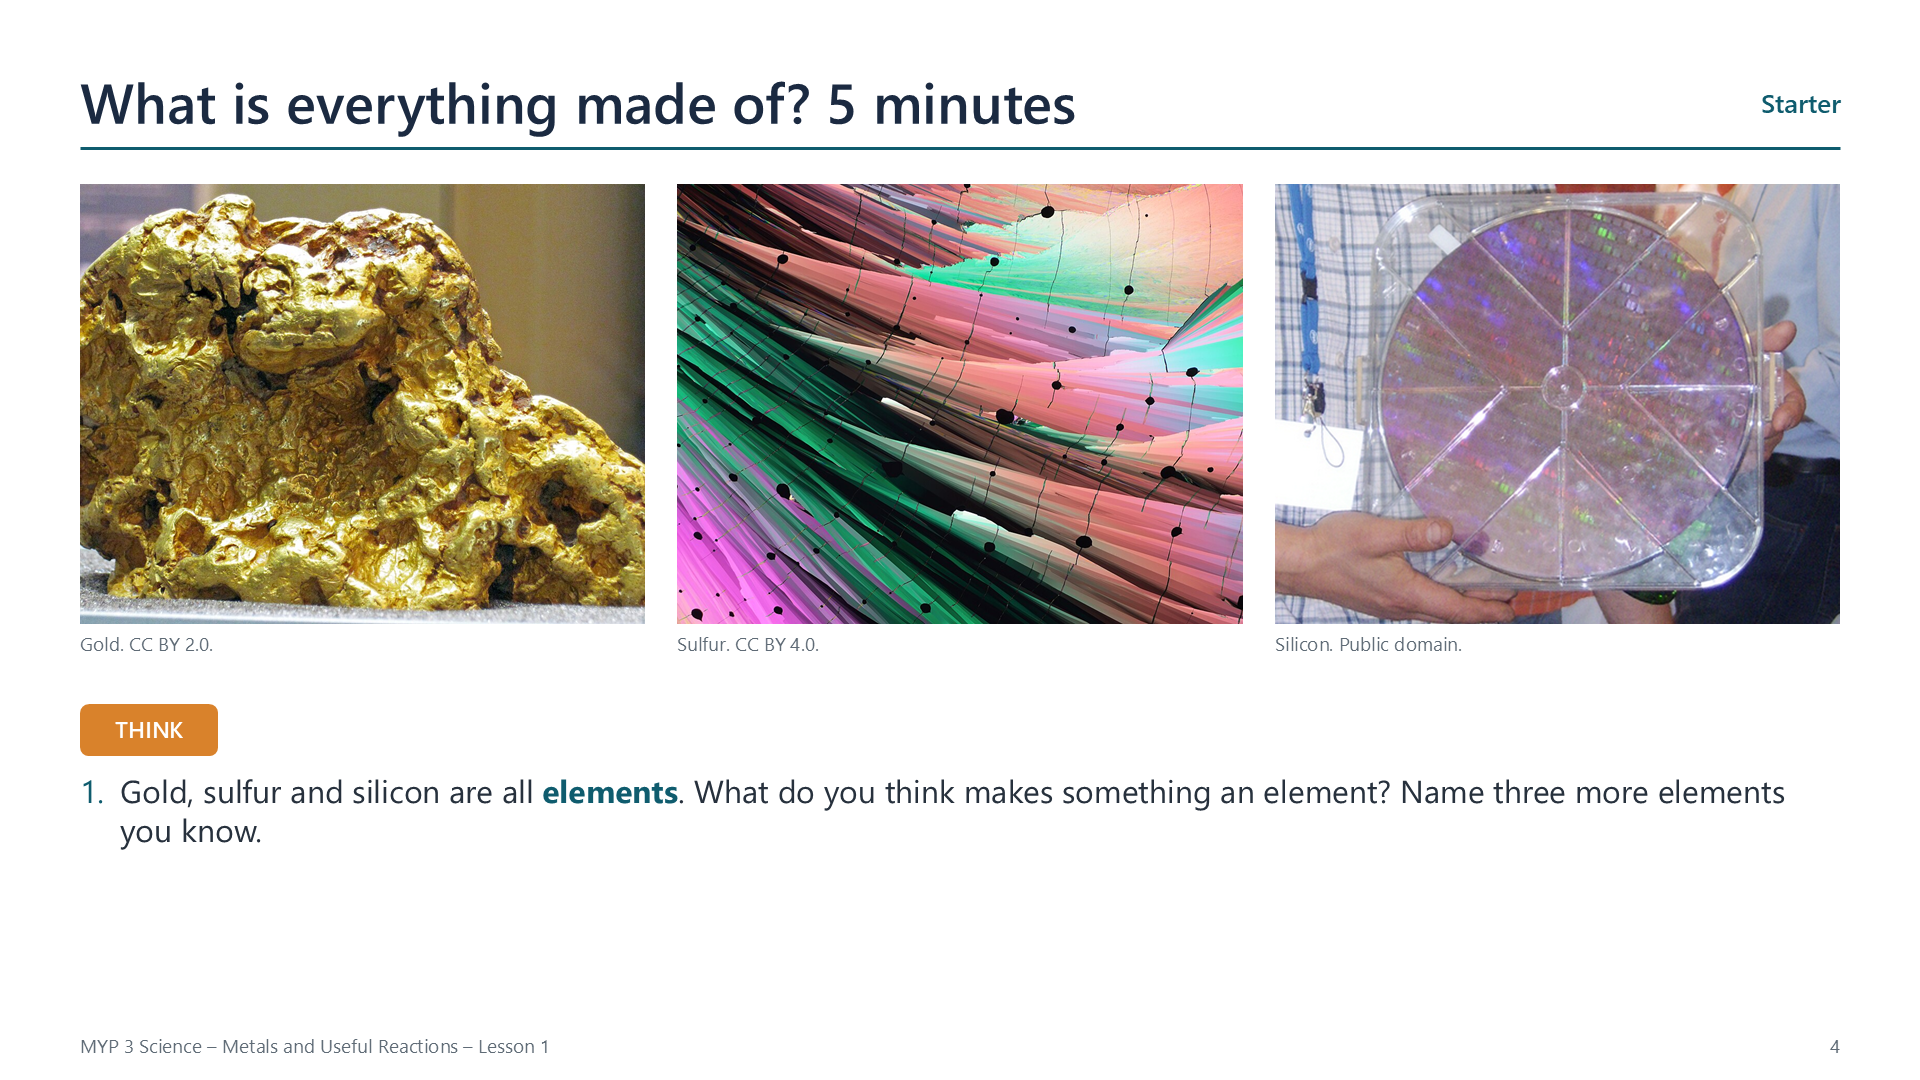 What is everything made of? 5 minutes
Starter
Gold. CC BY 2.0.
Sulfur. CC BY 4.0.
Silicon. Public domain.
THINK
1. Gold, sulfur and silicon are all elements. What do you think makes something an element? Name three more elements
you know.
MYP 3 Science – Metals and Useful Reactions – Lesson 1
4